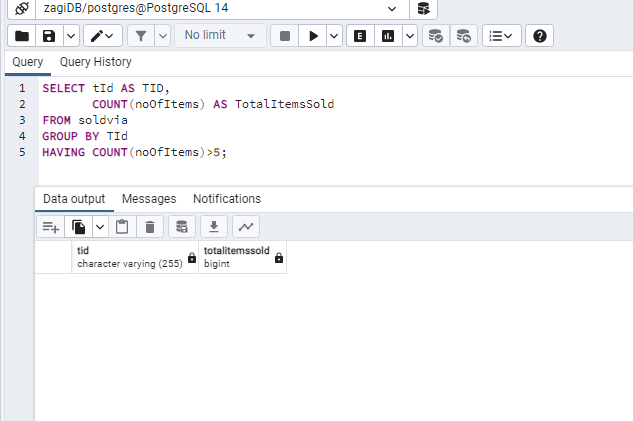 zagiDB/postgres@PostgreSQL 14
No limit
E
Query Query History
1 SELECT tId AS TID,
2 COUNT(noOfItems) AS TotalItemsSold
3 FROM soldvia
4 GROUP BY TId
5 HAVING COUNT(noOfItems)>5;
Data output Messages Notifications
tid totalitemssold
character varying (255) bigint